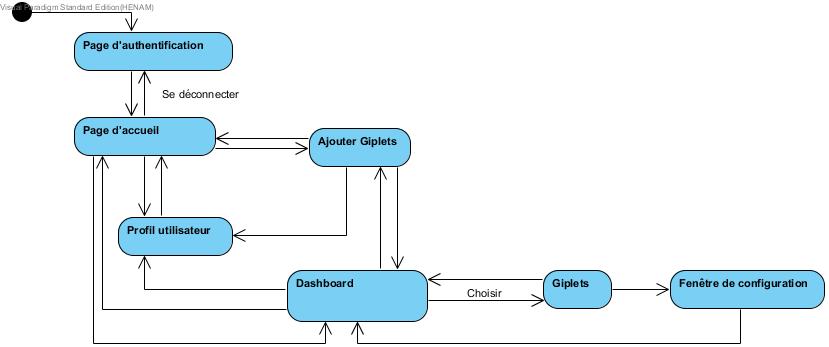 Visual Paradigm Standard Edition(HENAM)
Page d'authentification
Se déconnecter
Page d'accueil
Ajouter Giplets
Profil utilisateur
Dashboard
Choisir
Giplets
Fenêtre de configuration